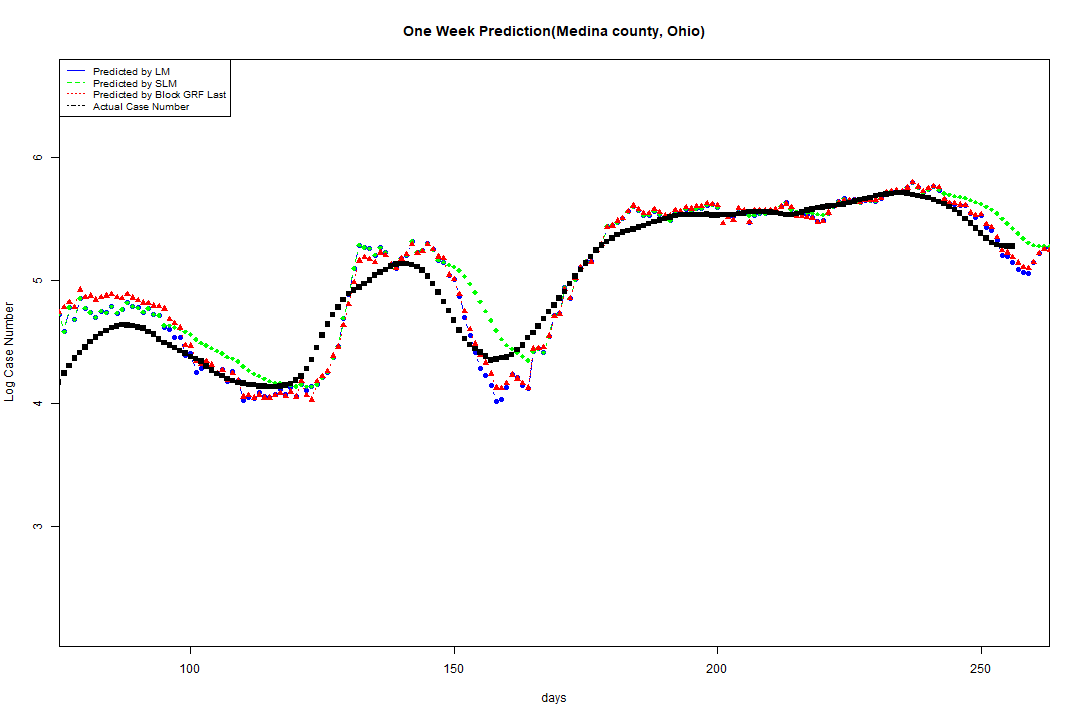 One Week Prediction(Medina county, Ohio)
Predicted by LM
Predicted by SLM
Predicted by Block GRF Last
Actual Case Number
6
5
4
3
Log Case Number
100 150 200 250
days